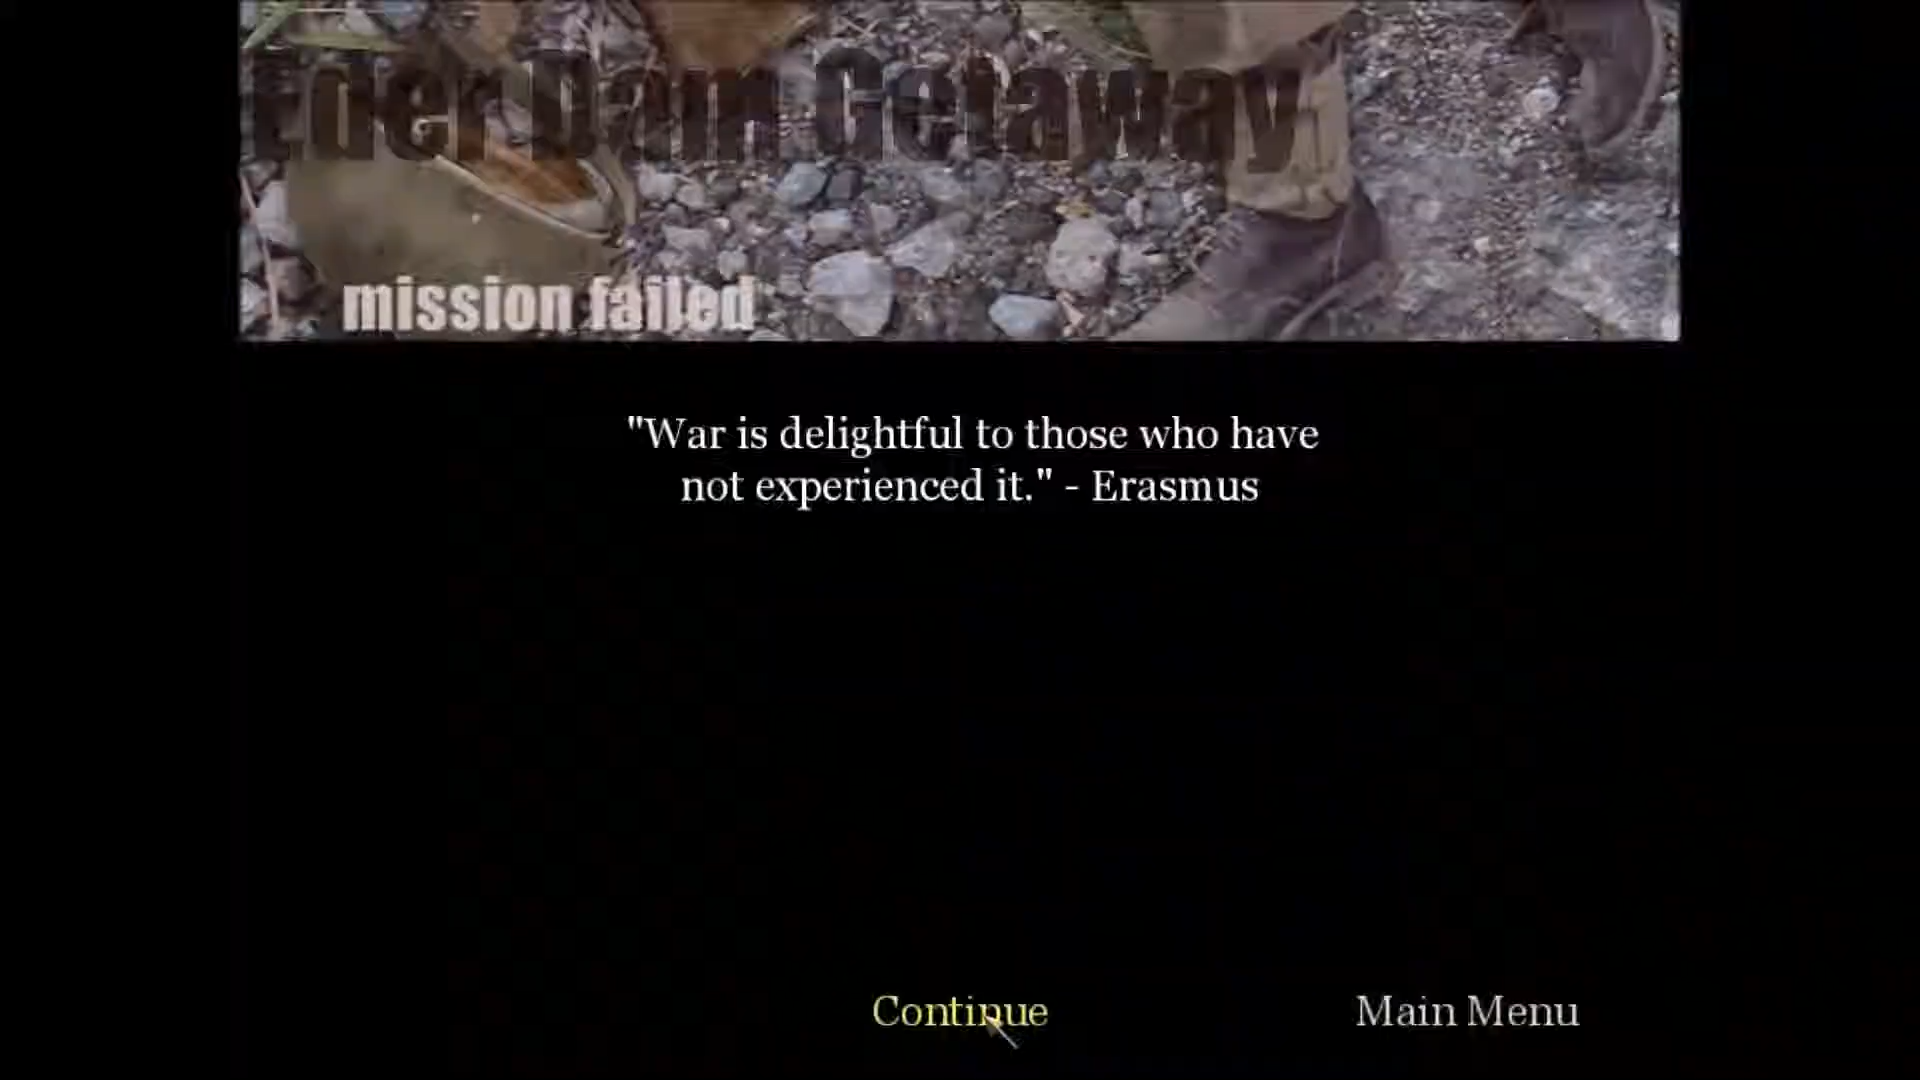 Eder Dam Getaway
mission failed
"War is delightful to those who have
not experienced it." - Erasmus
Continue
Main Menu